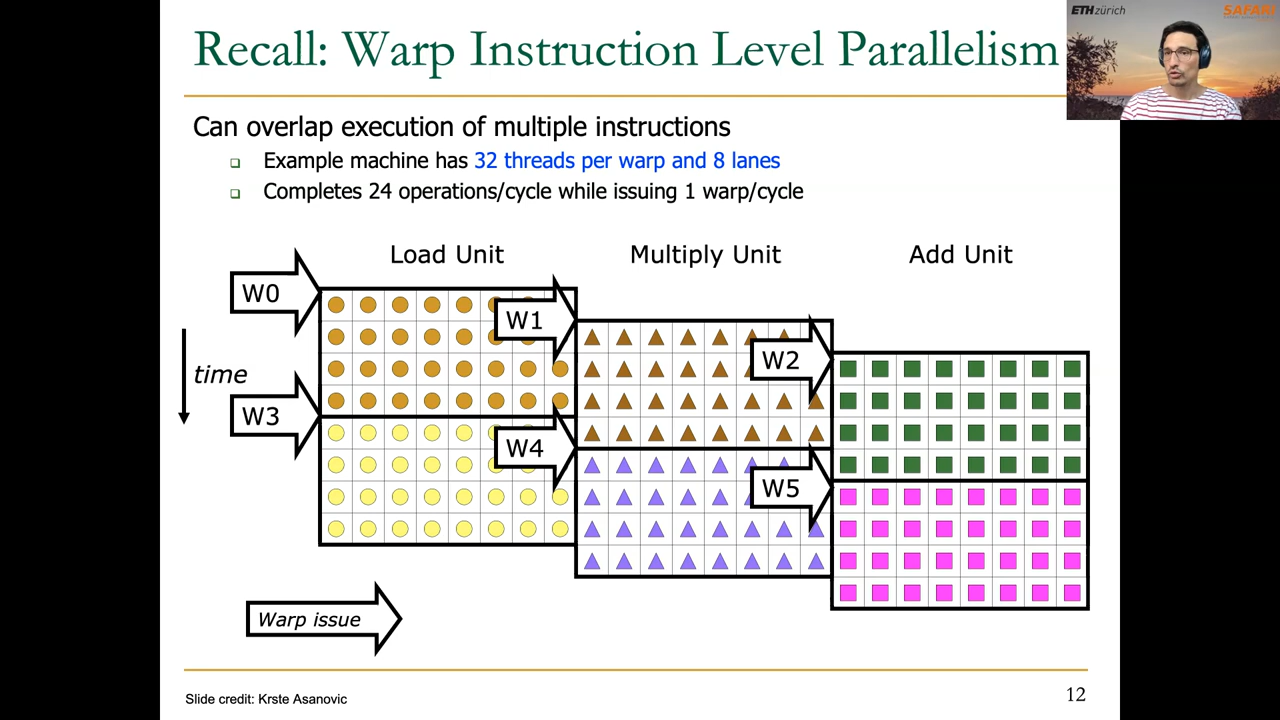 Recall: Warp Instruction Level Parallelism
ETH zürich
SAFARI
Can overlap execution of multiple instructions
Example machine has 32 threads per warp and 8 lanes
Completes 24 operations/cycle while issuing 1 warp/cycle
Load Unit
Multiply Unit
Add Unit
W0
W1
W2
time
W3
W4
W5
Warp issue
Slide credit: Krste Asanovic
12